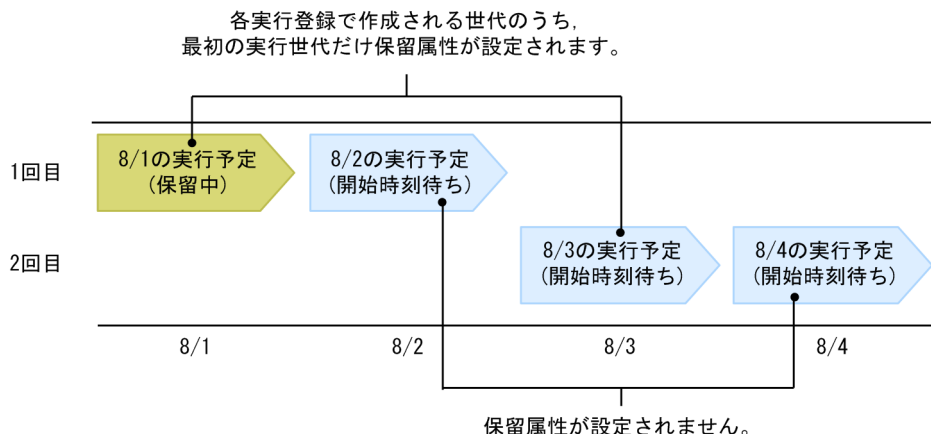 各実行登録で作成される世代のうち,
最初の実行世代だけ保留属性が設定されます。
1回目
8/1の実行予定
(保留中)
8/2の実行予定
(開始時刻待ち)
2回目
8/3の実行予定
(開始時刻待ち)
8/4の実行予定
(開始時刻待ち)
8/1
8/2
8/3
8/4
保留属性が設定されません。